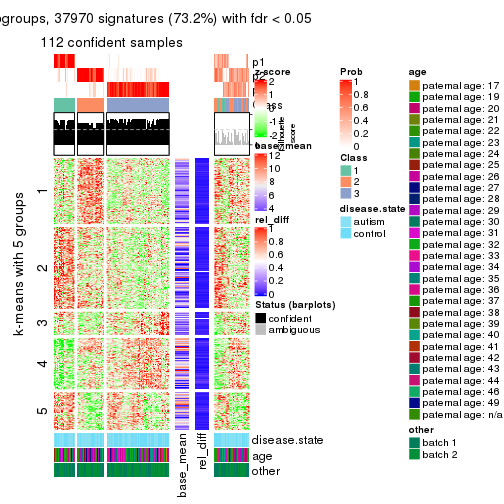 ogroups, 37970 signatures (73.2%) with fdr < 0.05
112 confident samples
k-means with 5 groups
1
2
3
4
5
p1
p2
z-score
2
1
0
-1
-2
Silhouette
score
base_mean
12
10
8
6
4
rel_diff
1
0.8
0.6
0.4
0.2
0
Status (barplots)
confident
ambiguous
disease.state
age
other
base_mean
rel_diff
Prob
1
0.8
0.6
0.4
0.2
0
Class
1
2
3
disease.state
autism
control
age
paternal age: 17
paternal age: 19
paternal age: 20
paternal age: 21
paternal age: 22
paternal age: 23
paternal age: 24
paternal age: 25
paternal age: 26
paternal age: 27
paternal age: 28
paternal age: 29
paternal age: 30
paternal age: 31
paternal age: 32
paternal age: 33
paternal age: 34
paternal age: 35
paternal age: 36
paternal age: 37
paternal age: 38
paternal age: 39
paternal age: 40
paternal age: 41
paternal age: 42
paternal age: 43
paternal age: 44
paternal age: 46
paternal age: 49
paternal age: n/a
other
batch 1
batch 2